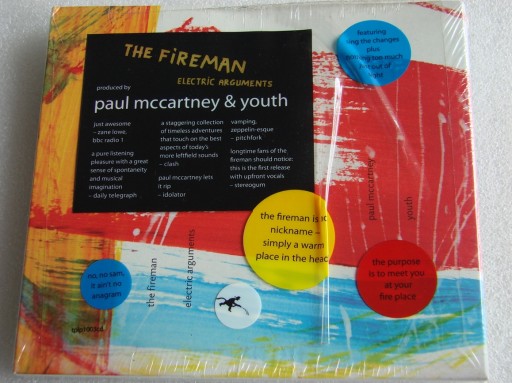 THE FiREMAN
ELECTRIC ARGUMENTS
produced by
paul mccartney & youth
just awesome
– zane lowe,
bbc radio 1
a pure listening
pleasure with a great
sense of spontaneity
and musical
imagination
– daily telegraph
a staggering collection
of timeless adventures
that touch on the best
aspects of today's
more leftfield sounds
– clash
paul mccartney lets
it rip
– idolator
vamping,
zeppelin-esque
– pitchfork
longtime fans of the
fireman should notice:
this is the first release
with upfront vocals
– stereogum
featuring
the changes
plus
too much
out of
paul mccartney
youth
the fireman is
nickname –
simply a warm
place in the head
no, no sam,
it ain't no
anagram
the fireman
electric arguments
the purpose
is to meet you
at your
fire place